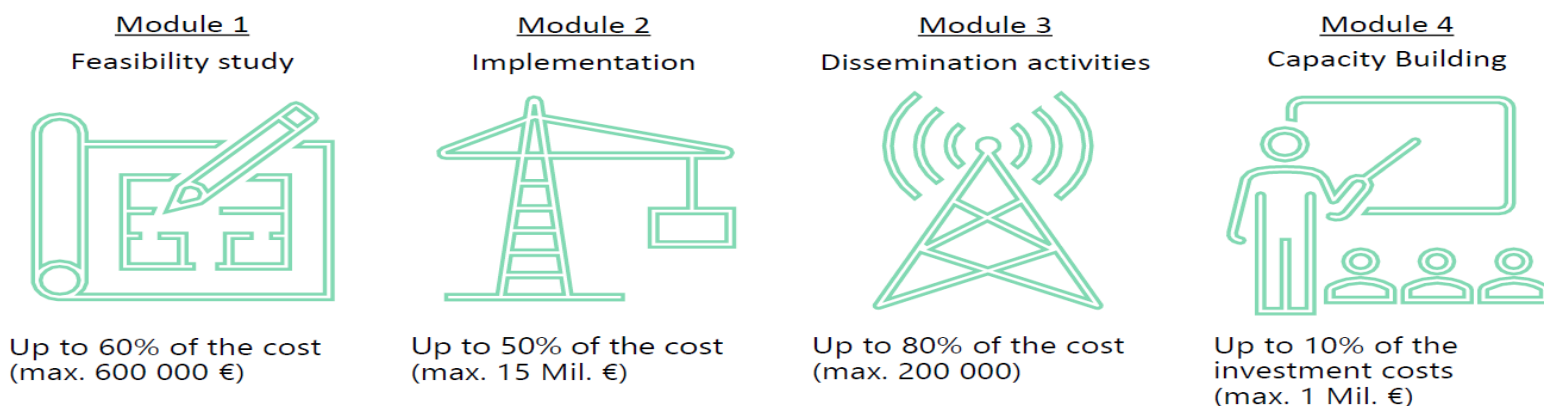 Module 1
Feasibility study
Up to 60% of the cost
(max. 600 000 €)
Module 2
Implementation
Up to 50% of the cost
(max. 15 Mil. €)
Module 3
Dissemination activities
Up to 80% of the cost
(max. 200 000)
Module 4
Capacity Building
Up to 10% of the
investment costs
(max. 1 Mil. €)